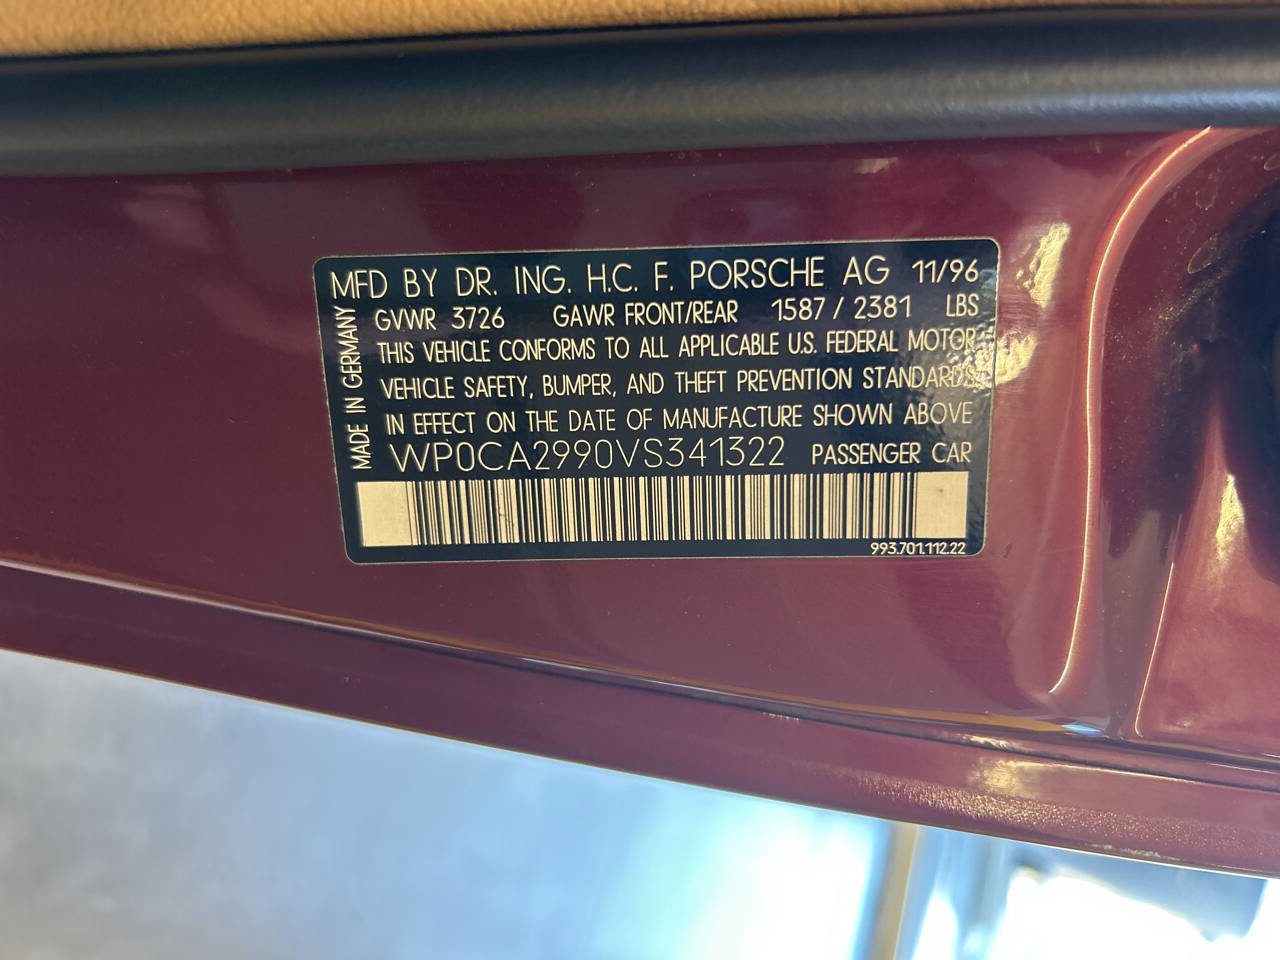 MFD BY DR. ING. H.C. F. PORSCHE AG 11/96
GVWR 3726 GAWR FRONT/REAR 1587 / 2381 LBS
THIS VEHICLE CONFORMS TO ALL APPLICABLE U.S. FEDERAL MOTOR
VEHICLE SAFETY, BUMPER, AND THEFT PREVENTION STANDARDS
IN EFFECT ON THE DATE OF MANUFACTURE SHOWN ABOVE
WP0CA2990VS341322 PASSENGER CAR
993.701.112.22
MADE IN GERMANY